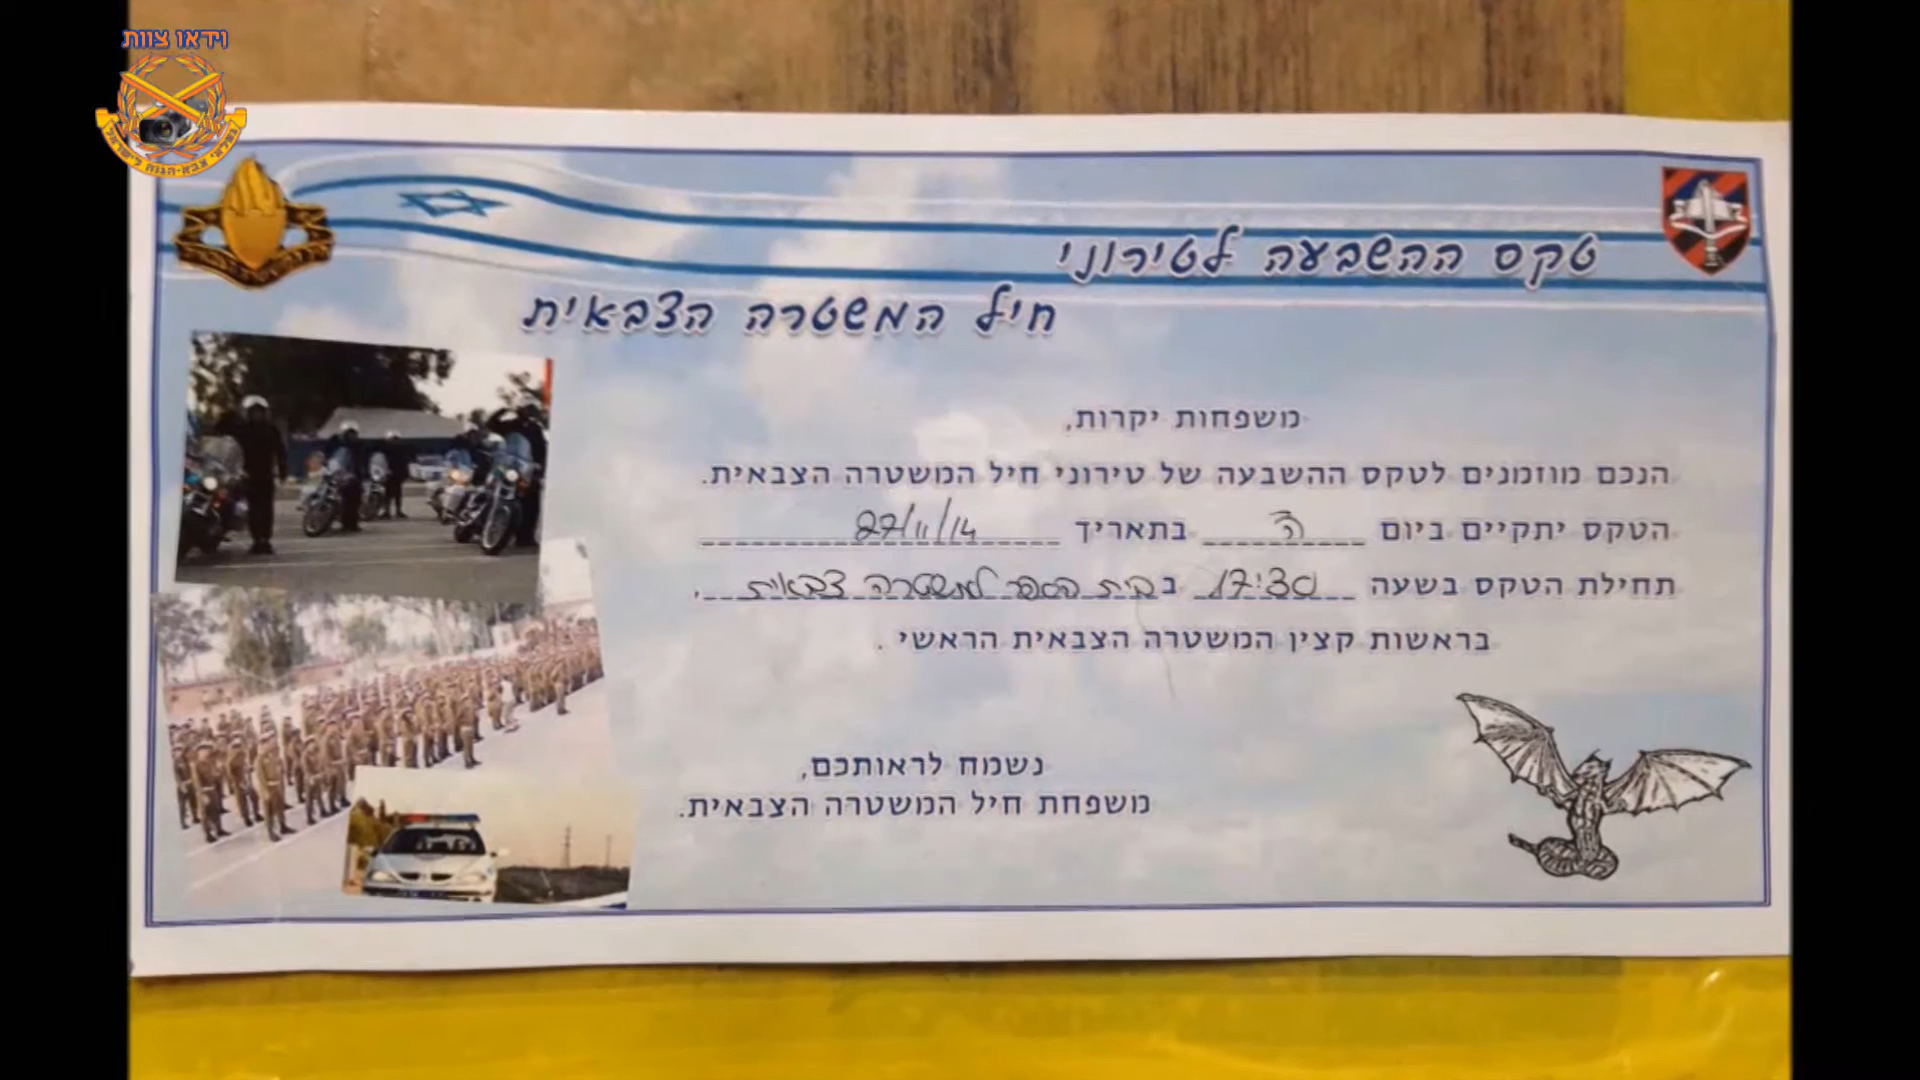 וידאו צוות
טקס ההשבעה לטירוני
חיל המשטרה הצבאית
משפחות יקרות,
הנכם מוזמנים לטקס ההשבעה של טירוני חיל המשטרה הצבאית.
הטקס יתקיים ביום ה' בתאריך 27/11/14
תחילת הטקס בשעה 17:30 בבית הספר למשטרה צבאית.
בראשות קצין המשטרה הצבאית הראשי.
נשמח לראותכם,
משפחת חיל המשטרה הצבאית.